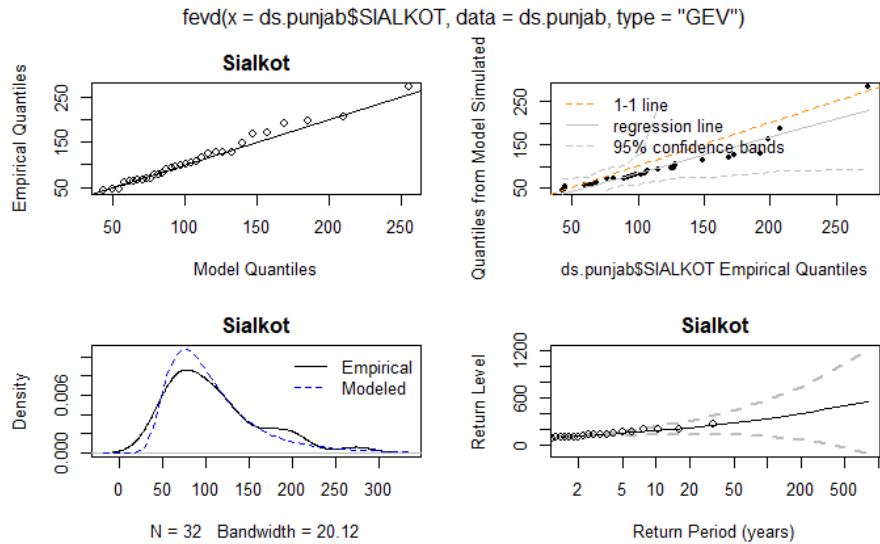 fevd(x = ds.punjab$SIALKOT, data = ds.punjab, type = "GEV")
Sialkot
Empirical Quantiles
250
150
50
50 100 150 200 250
Model Quantiles
Quantiles from Model Simulated
250
150
50
1-1 line
regression line
95% confidence bands
50 100 150 200 250
ds.punjab$SIALKOT Empirical Quantiles
Sialkot
Density
0.006
0.000
Empirical
Modeled
0 50 100 150 200 250 300
N = 32 Bandwidth = 20.12
Sialkot
Return Level
1200
600
0
2 5 10 20 50 200 500
Return Period (years)